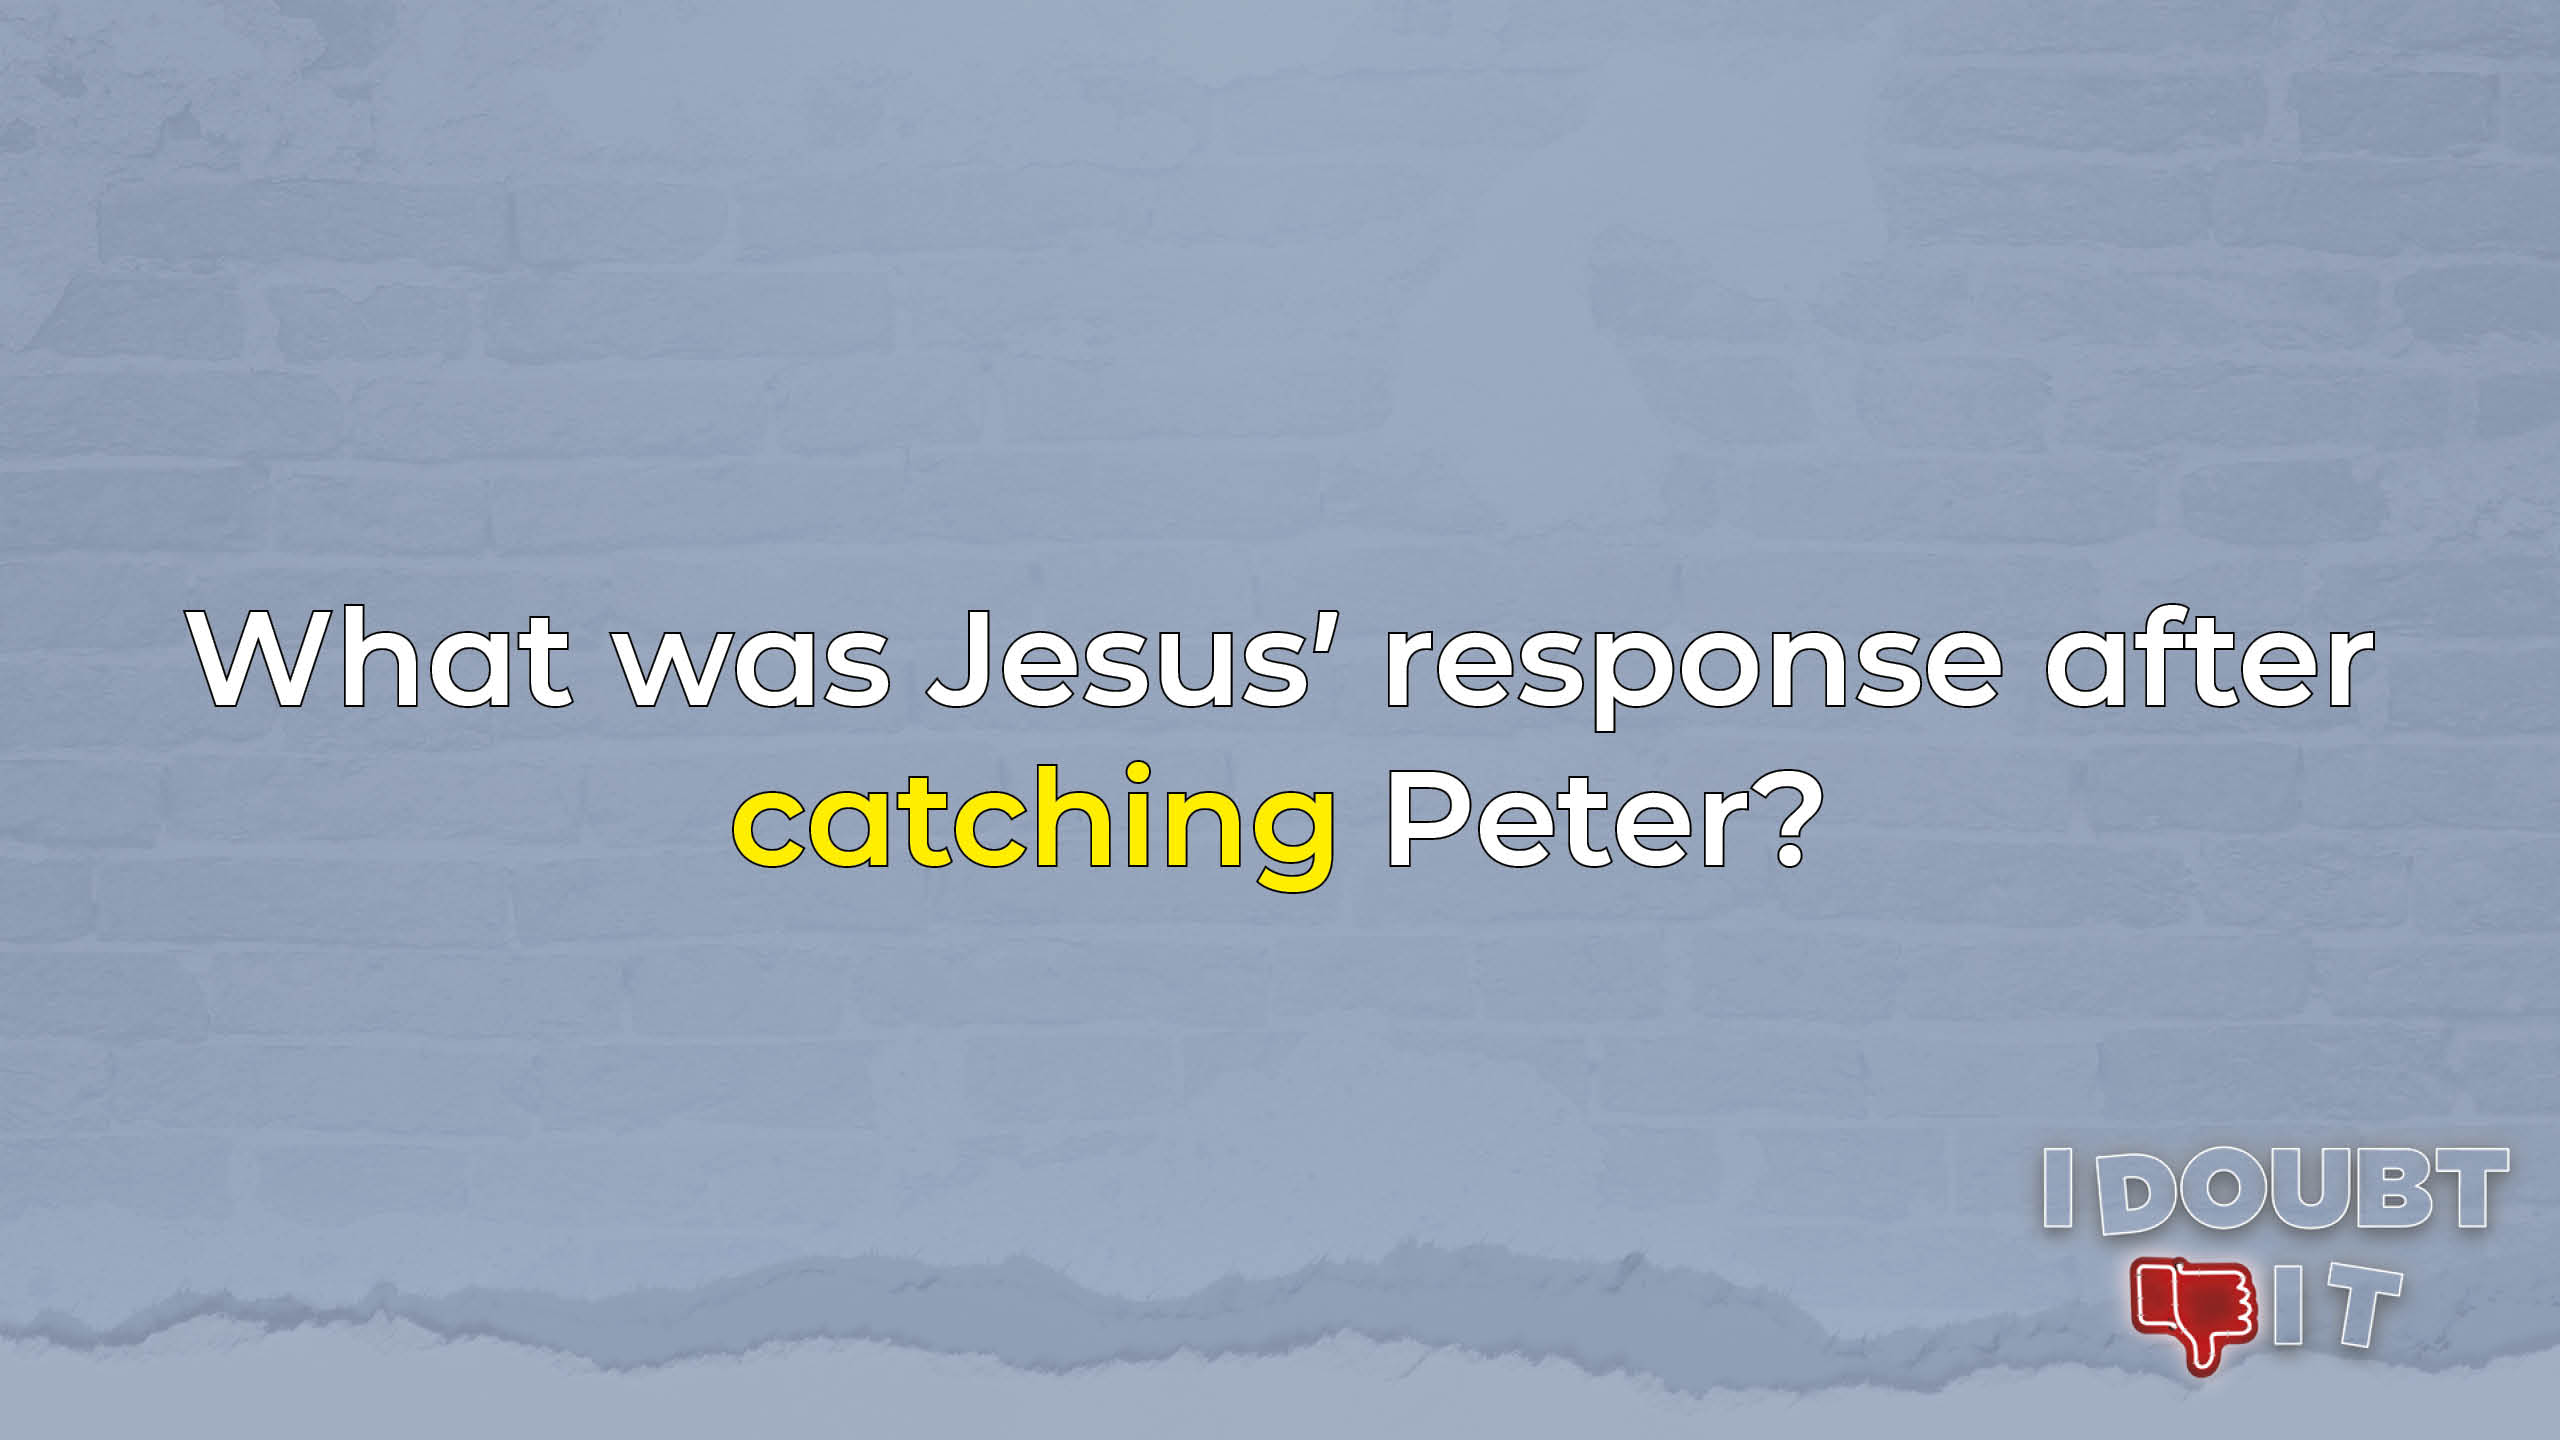 What was Jesus’ response after
catching Peter?
I DOUBT
IT